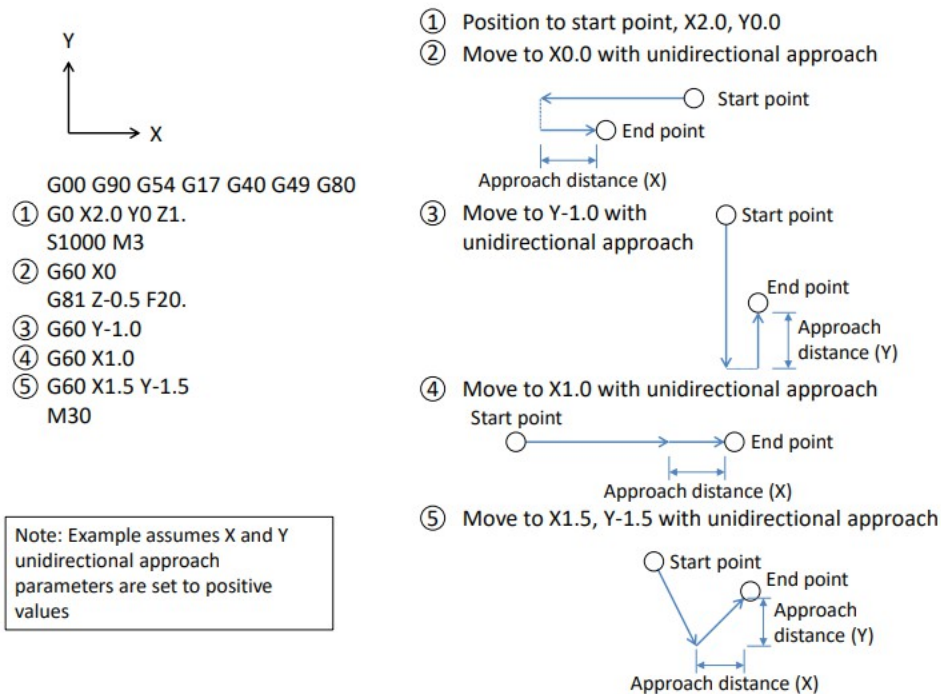 Y
X
G00 G90 G54 G17 G40 G49 G80
① G0 X2.0 Y0 Z1.
S1000 M3
② G60 X0
G81 Z-0.5 F20.
③ G60 Y-1.0
④ G60 X1.0
⑤ G60 X1.5 Y-1.5
M30
Note: Example assumes X and Y
unidirectional approach
parameters are set to positive
values
① Position to start point, X2.0, Y0.0
② Move to X0.0 with unidirectional approach
Start point
End point
Approach distance (X)
③ Move to Y-1.0 with
unidirectional approach
Start point
End point
Approach
distance (Y)
④ Move to X1.0 with unidirectional approach
Start point
End point
Approach distance (X)
⑤ Move to X1.5, Y-1.5 with unidirectional approach
Start point
End point
Approach
distance (Y)
Approach distance (X)